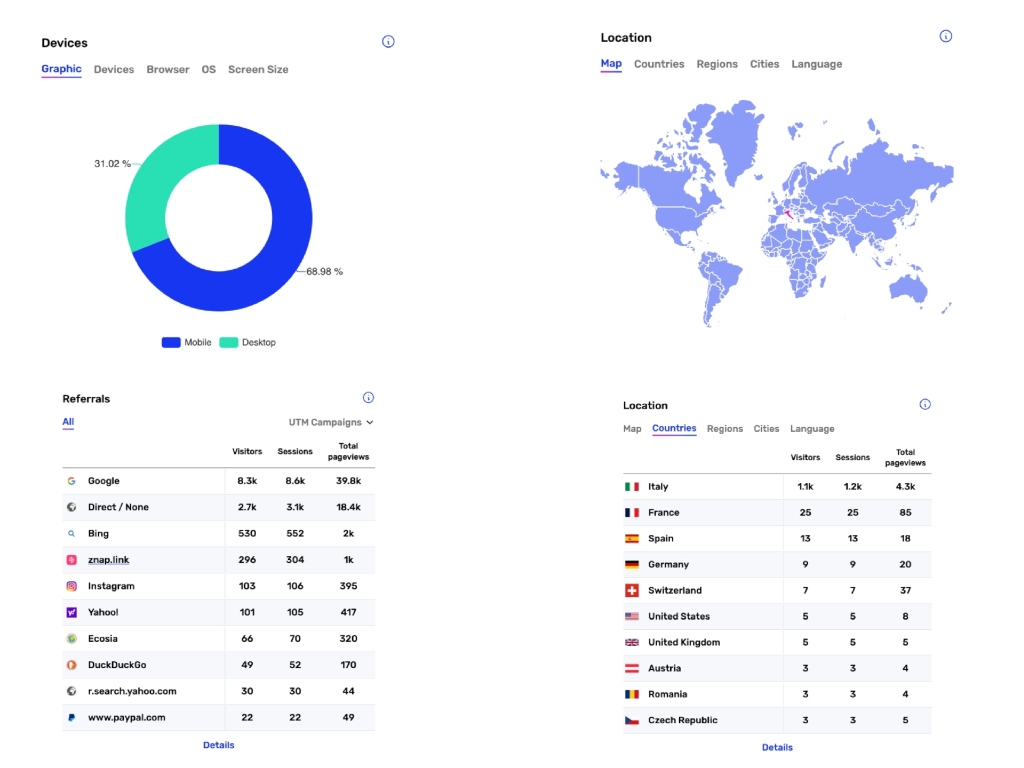 Devices
Graphic Devices Browser OS Screen Size
31.02 %
68.98 %
Mobile Desktop
Location
Map Countries Regions Cities Language
Referrals
All UTM Campaigns
Visitors Sessions Total pageviews
Google 8.3k 8.6k 39.8k
Direct / None 2.7k 3.1k 18.4k
Bing 530 552 2k
znap.link 296 304 1k
Instagram 103 106 395
Yahoo! 101 105 417
Ecosia 66 70 320
DuckDuckGo 49 52 170
r.search.yahoo.com 30 30 44
www.paypal.com 22 22 49
Details
Location
Map Countries Regions Cities Language
Visitors Sessions Total pageviews
Italy 1.1k 1.2k 4.3k
France 25 25 85
Spain 13 13 18
Germany 9 9 20
Switzerland 7 7 37
United States 5 5 8
United Kingdom 5 5 5
Austria 3 3 4
Romania 3 3 4
Czech Republic 3 3 5
Details